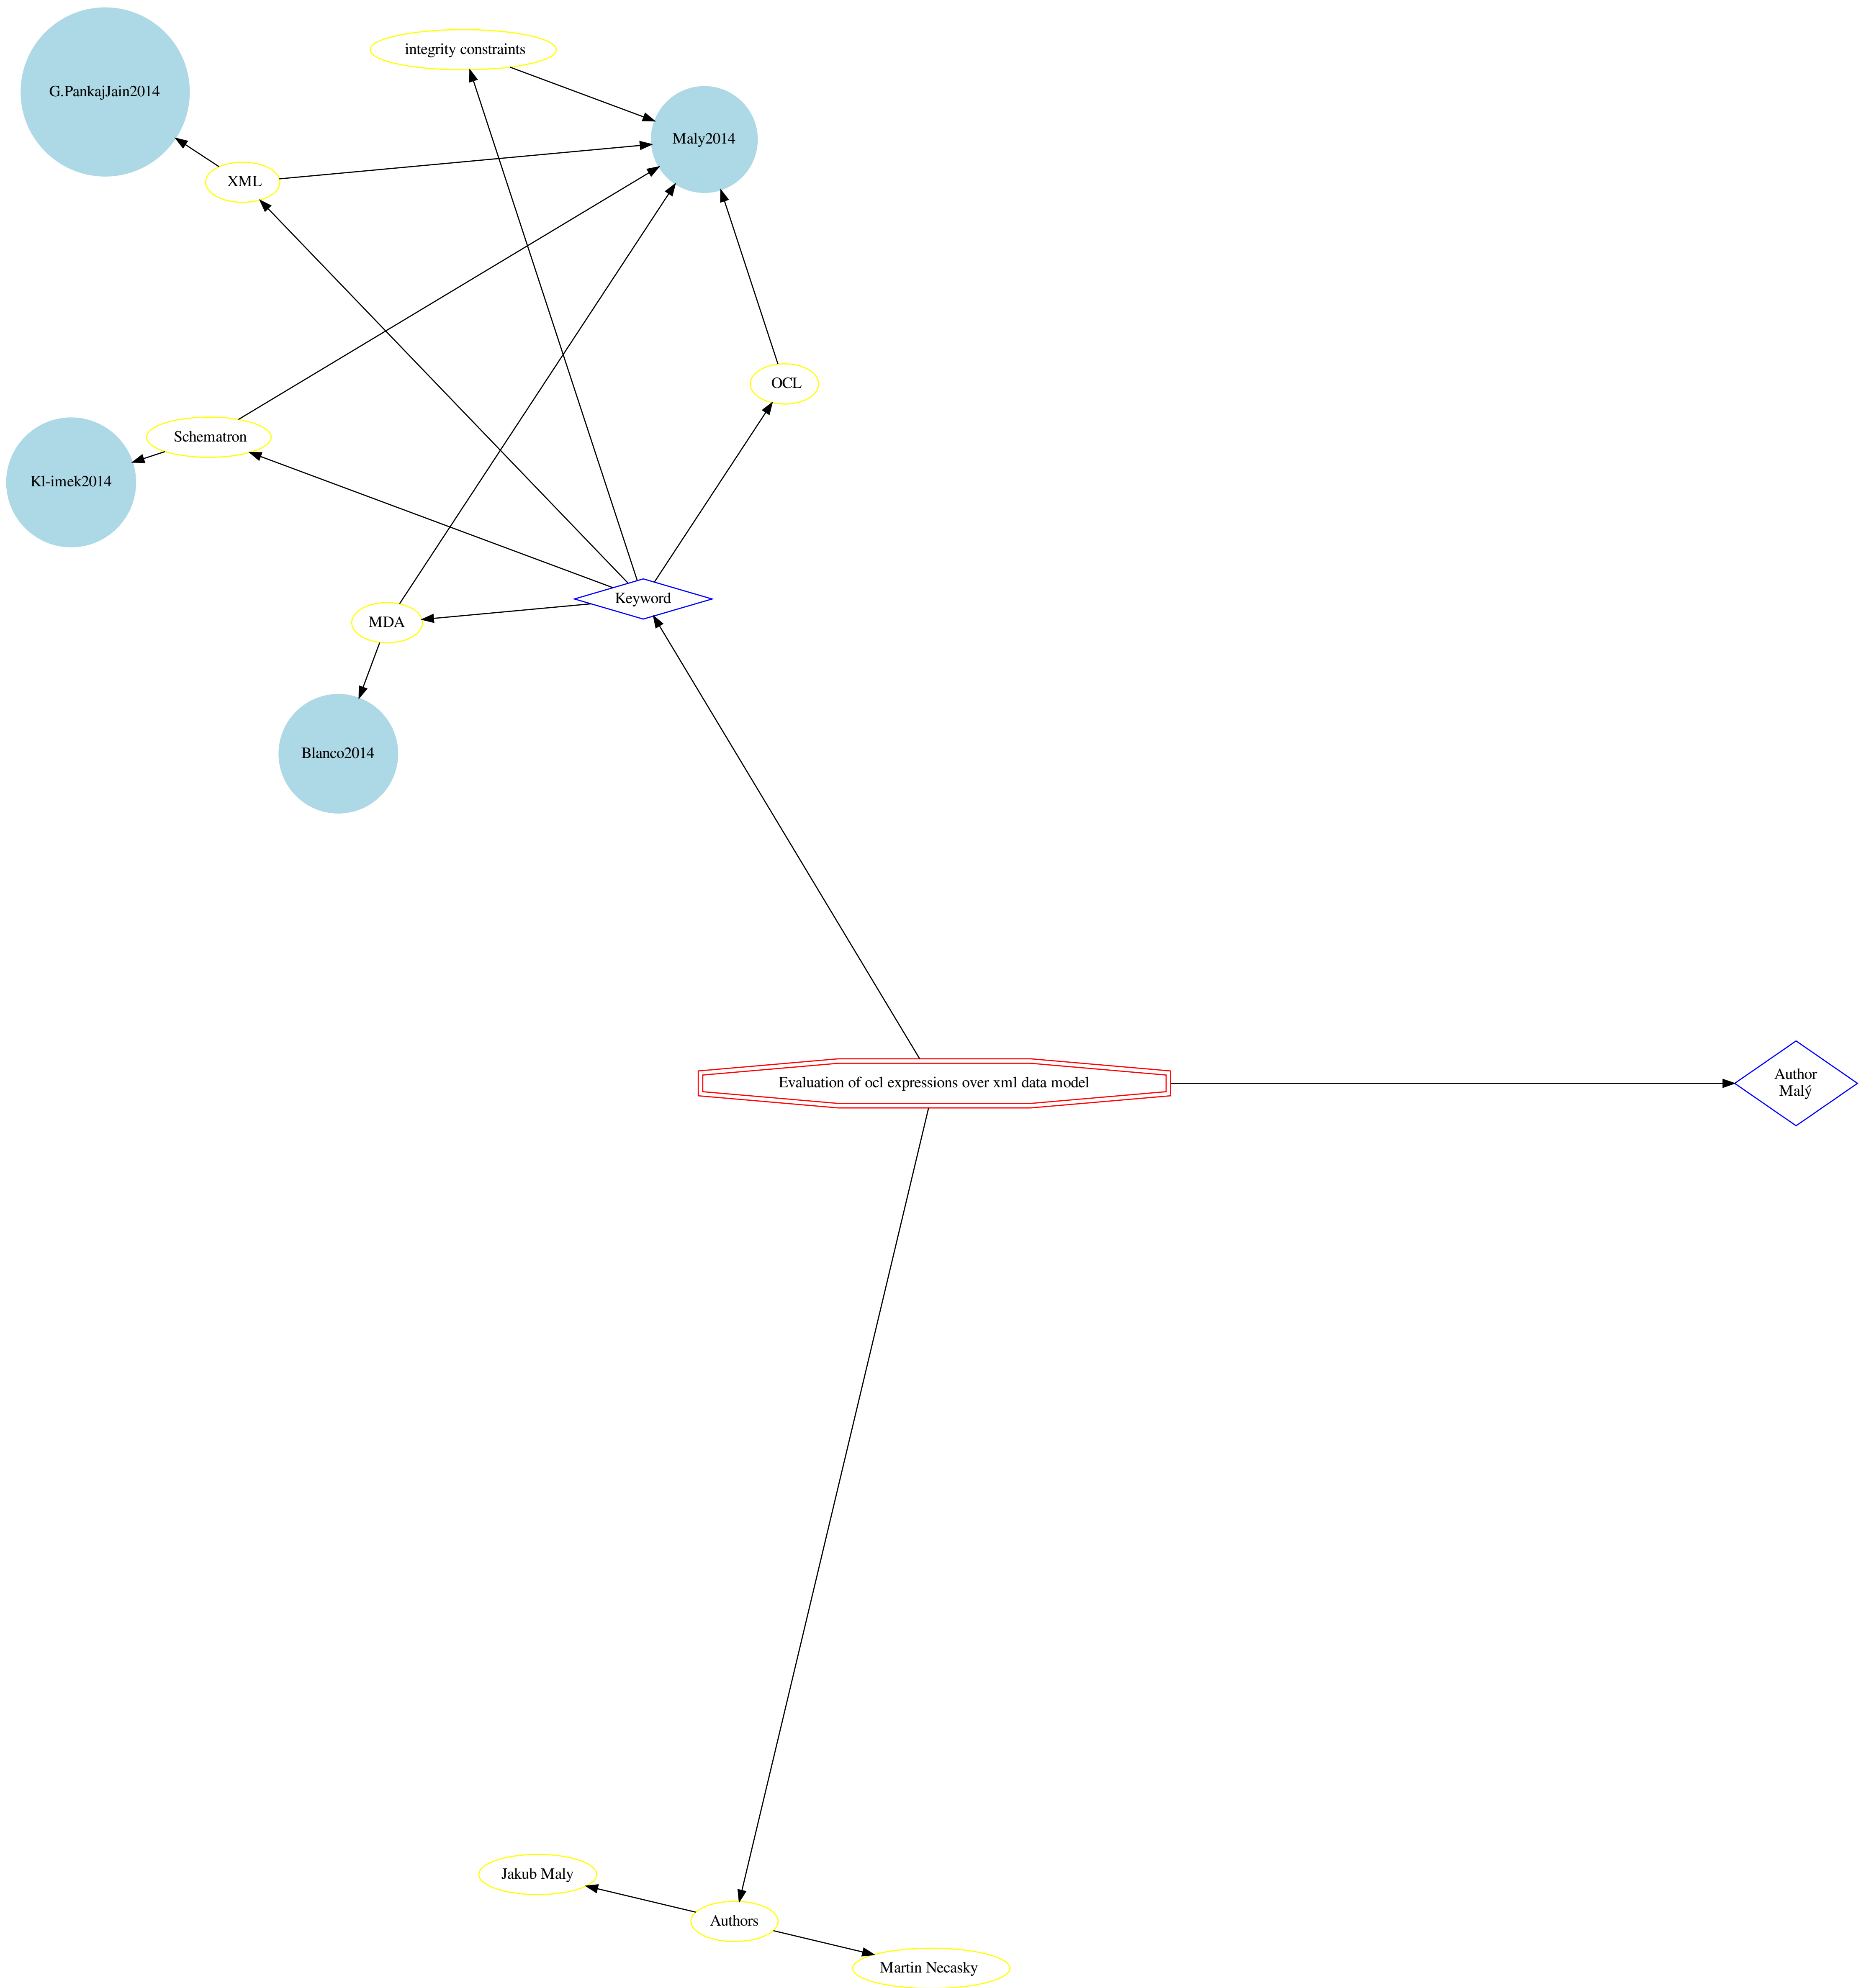 integrity constraints
G.PankajJain2014
Maly2014
XML
OCL
Schematron
Kl-imek2014
Keyword
MDA
Blanco2014
Evaluation of ocl expressions over xml data model
Author
Malý
Jakub Maly
Authors
Martin Necasky